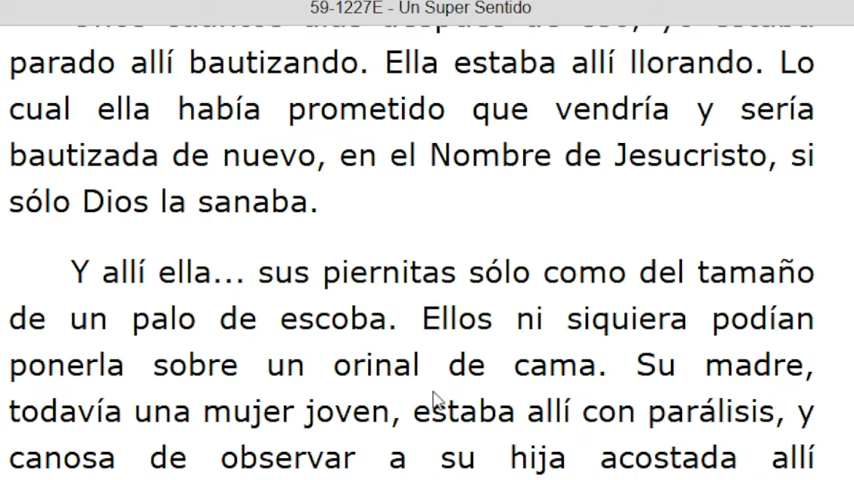 59-1227E - Un Super Sentido
parado allí bautizando. Ella estaba allí llorando. Lo
cual ella había prometido que vendría y sería
bautizada de nuevo, en el Nombre de Jesucristo, si
sólo Dios la sanaba.
Y allí ella... sus piernitas sólo como del tamaño
de un palo de escoba. Ellos ni siquiera podían
ponerla sobre un orinal de cama. Su madre,
todavía una mujer joven, estaba allí con parálisis, y
canosa de observar a su hija acostada allí